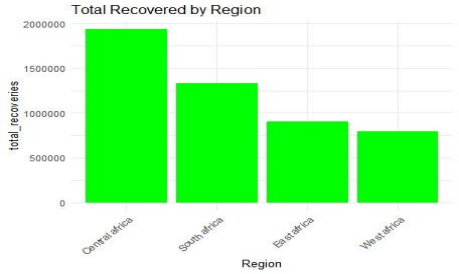 Total Recovered by Region
total_recoveries
2000000
1500000
1000000
500000
0
Central africa
South africa
East africa
West africa
Region